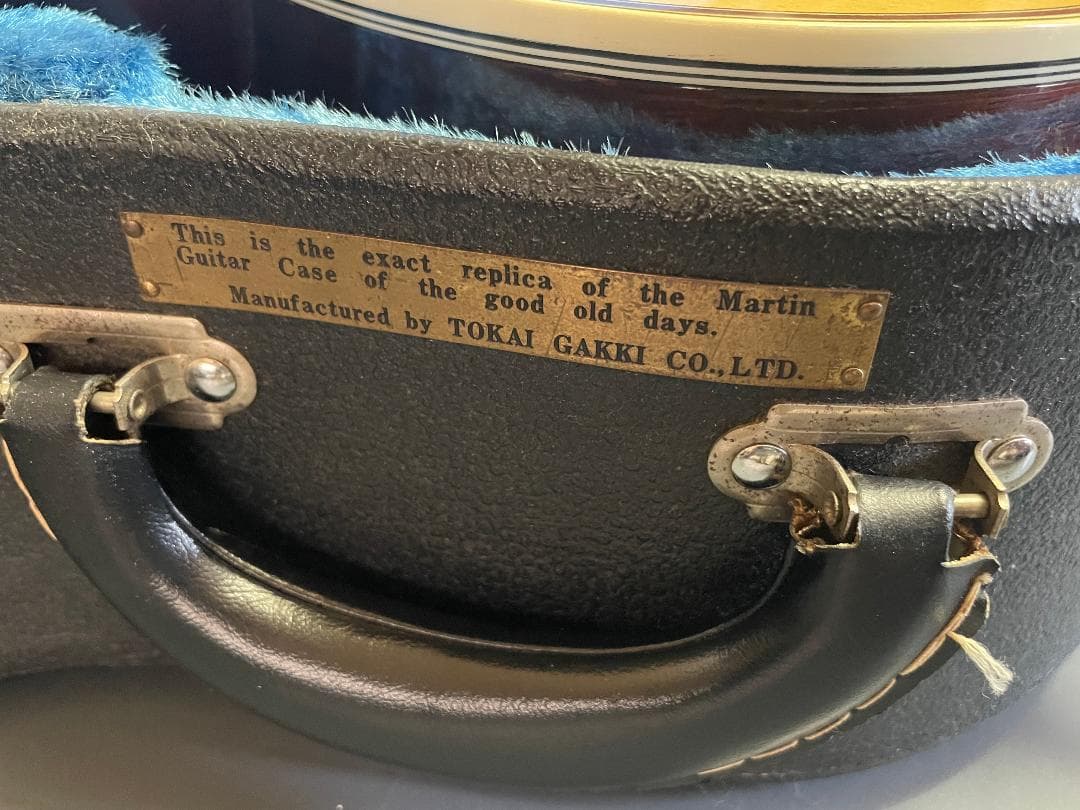 This is the exact replica of the Martin
Guitar Case of the good old days.
Manufactured by TOKAI GAKKI CO.,LTD.